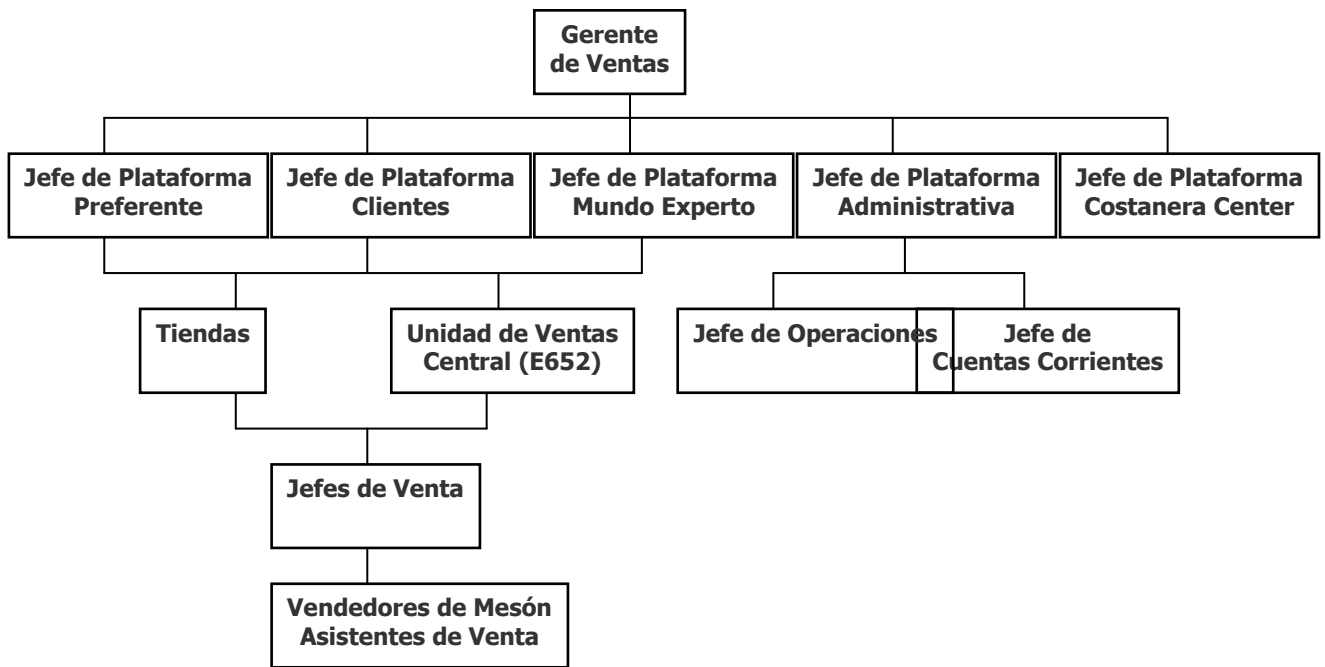 Gerente
de Ventas
Jefe de Plataforma
Preferente
Jefe de Plataforma
Clientes
Jefe de Plataforma
Mundo Experto
Jefe de Plataforma
Administrativa
Jefe de Plataforma
Costanera Center
Tiendas
Unidad de Ventas
Central (E652)
Jefe de Operaciones
Jefe de
Cuentas Corrientes
Jefes de Venta
Vendedores de Mesón
Asistentes de Venta